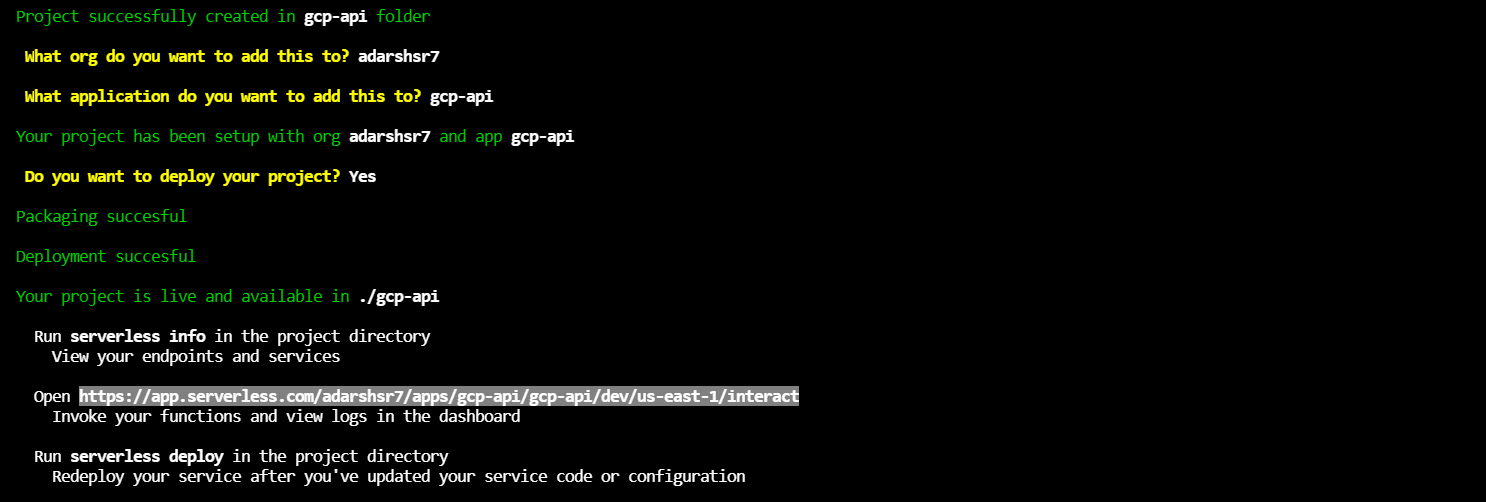 Project successfully created in gcp-api folder
What org do you want to add this to? adarshsr7
What application do you want to add this to? gcp-api
Your project has been setup with org adarshsr7 and app gcp-api
Do you want to deploy your project? Yes
Packaging succesful
Deployment succesful
Your project is live and available in ./gcp-api
Run serverless info in the project directory
View your endpoints and services
Open https://app.serverless.com/adarshsr7/apps/gcp-api/gcp-api/dev/us-east-1/interact
Invoke your functions and view logs in the dashboard
Run serverless deploy in the project directory
Redeploy your service after you've updated your service code or configuration